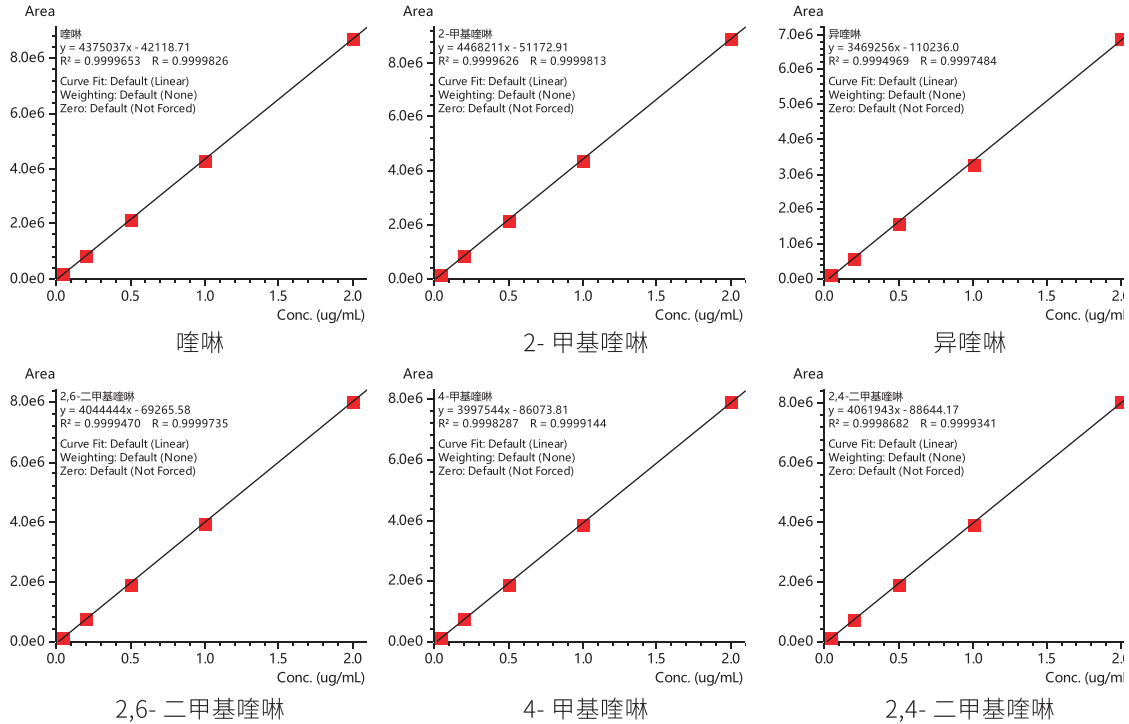 Area
喹啉
y = 4375037x - 42118.71
R² = 0.9999653 R = 0.9999826
Curve Fit: Default (Linear)
Weighting: Default (None)
Zero: Default (Not Forced)
8.0e6
6.0e6
4.0e6
2.0e6
0.0e0
0.0 0.5 1.0 1.5 2.0
Conc. (ug/mL)
喹啉
Area
2-甲基喹啉
y = 4468211x - 51172.91
R² = 0.9999626 R = 0.9999813
Curve Fit: Default (Linear)
Weighting: Default (None)
Zero: Default (Not Forced)
8.0e6
6.0e6
4.0e6
2.0e6
0.0e0
0.0 0.5 1.0 1.5 2.0
Conc. (ug/mL)
2- 甲基喹啉
Area
异喹啉
y = 3469256x - 110236.0
R² = 0.9994969 R = 0.9997484
Curve Fit: Default (Linear)
Weighting: Default (None)
Zero: Default (Not Forced)
7.0e6
6.0e6
5.0e6
4.0e6
3.0e6
2.0e6
1.0e6
0.0e0
0.0 0.5 1.0 1.5
Conc. (ug/mL)
异喹啉
Area
2,6-二甲基喹啉
y = 4044444x - 69265.58
R² = 0.9999470 R = 0.9999735
Curve Fit: Default (Linear)
Weighting: Default (None)
Zero: Default (Not Forced)
8.0e6
6.0e6
4.0e6
2.0e6
0.0e0
0.0 0.5 1.0 1.5 2.0
Conc. (ug/mL)
2,6- 二甲基喹啉
Area
4-甲基喹啉
y = 3997544x - 86073.81
R² = 0.9998287 R = 0.9999144
Curve Fit: Default (Linear)
Weighting: Default (None)
Zero: Default (Not Forced)
8.0e6
6.0e6
4.0e6
2.0e6
0.0e0
0.0 0.5 1.0 1.5 2.0
Conc. (ug/mL)
4- 甲基喹啉
Area
2,4-二甲基喹啉
y = 4061943x - 88644.17
R² = 0.9998682 R = 0.9999341
Curve Fit: Default (Linear)
Weighting: Default (None)
Zero: Default (Not Forced)
8.0e6
6.0e6
4.0e6
2.0e6
0.0e0
0.0 0.5 1.0 1.5
Conc. (ug/mL)
2,4- 二甲基喹啉